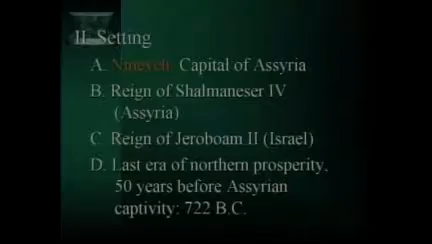 II. Setting
A. Nineveh: Capital of Assyria
B. Reign of Shalmaneser IV
(Assyria)
C. Reign of Jeroboam II (Israel)
D. Last era of northern prosperity,
50 years before Assyrian
captivity: 722 B.C.